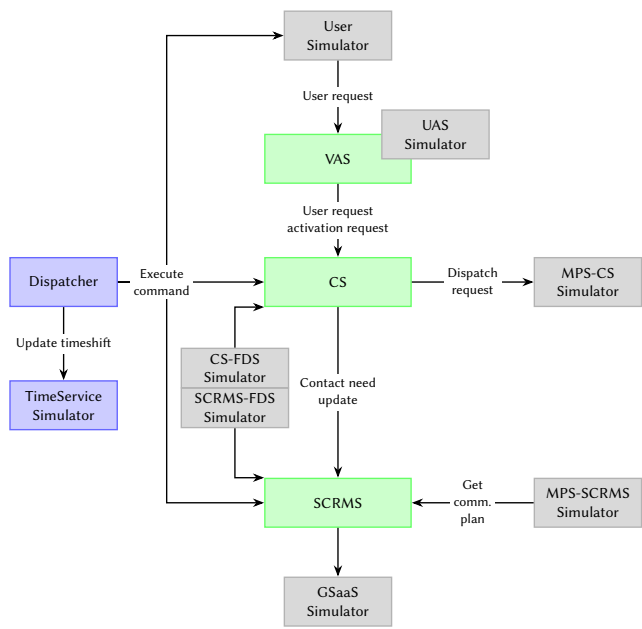 User
Simulator
User request
UAS
Simulator
VAS
User request
activation request
Dispatcher
Execute
command
CS
Dispatch
request
MPS-CS
Simulator
Update timeshift
TimeService
Simulator
CS-FDS
Simulator
SCRMS-FDS
Simulator
Contact need
update
SCRMS
Get
comm.
plan
MPS-SCRMS
Simulator
GSaaS
Simulator